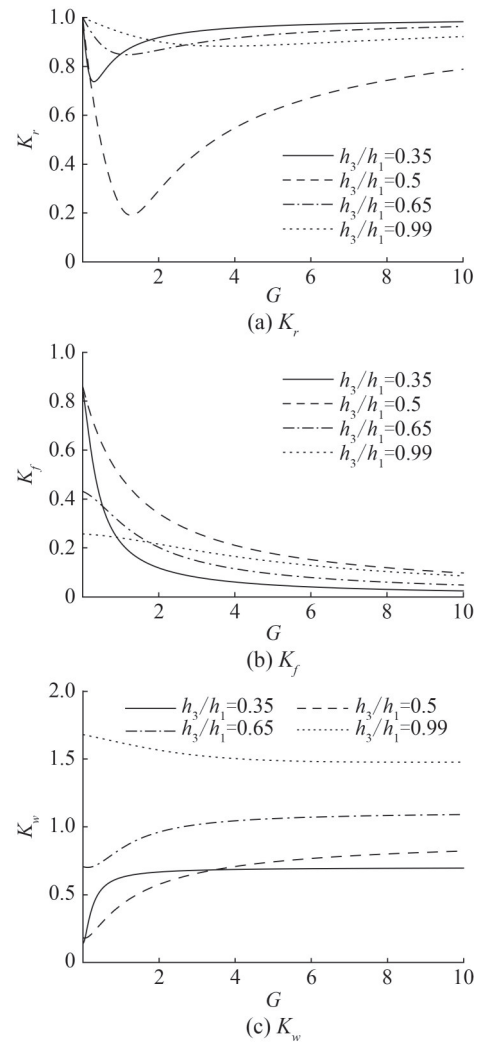 1.0
0.8
0.6
0.4
0.2
0
K_r
h_3/h_1=0.35
h_3/h_1=0.5
h_3/h_1=0.65
h_3/h_1=0.99
2 4 6 8 10
G
(a) K_r
1.0
0.8
0.6
0.4
0.2
0
K_f
h_3/h_1=0.35
h_3/h_1=0.5
h_3/h_1=0.65
h_3/h_1=0.99
2 4 6 8 10
G
(b) K_f
2.0
1.5
1.0
0.5
0
K_w
h_3/h_1=0.35 h_3/h_1=0.5
h_3/h_1=0.65 h_3/h_1=0.99
2 4 6 8 10
G
(c) K_w